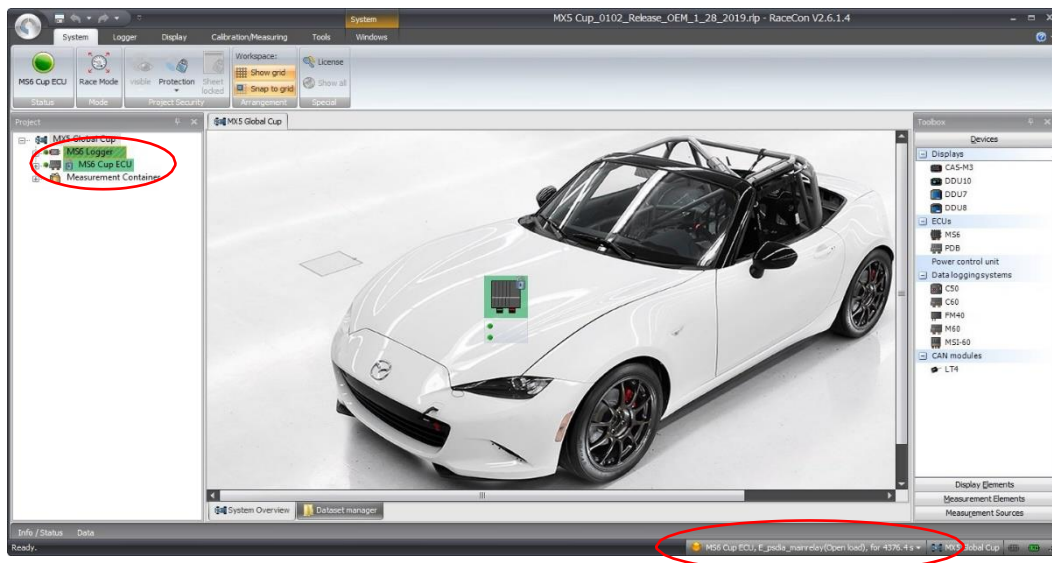 System
MX5 Cup_0102_Release_OEM_1_28_2019.rlp - RaceCon V2.6.1.4
System
Logger
Display
Calibration/Measuring
Tools
Windows
MS6 Cup ECU
Status
Race Mode
Mode
visible
Protection
Sheet locked
Project Security
Workspace:
Show grid
Snap to grid
Arrangement
License
Show all
Special
Project
MX5 Global Cup
MS6 Logger
MS6 Cup ECU
Measurement Container
MX5 Global Cup
System Overview
Dataset manager
Toolbox
Devices
Displays
CAS-M3
DDU10
DDU7
DDU8
ECUs
MS6
PDB
Power control unit
Data logging systems
C50
C60
FM40
M60
MSI-60
CAN modules
LT4
Display Elements
Measurement Elements
Measurement Sources
Info / Status
Data
Ready.
MS6 Cup ECU, E_psdia_mainrelay(Open load), for 4376.4 s
MX5 Global Cup